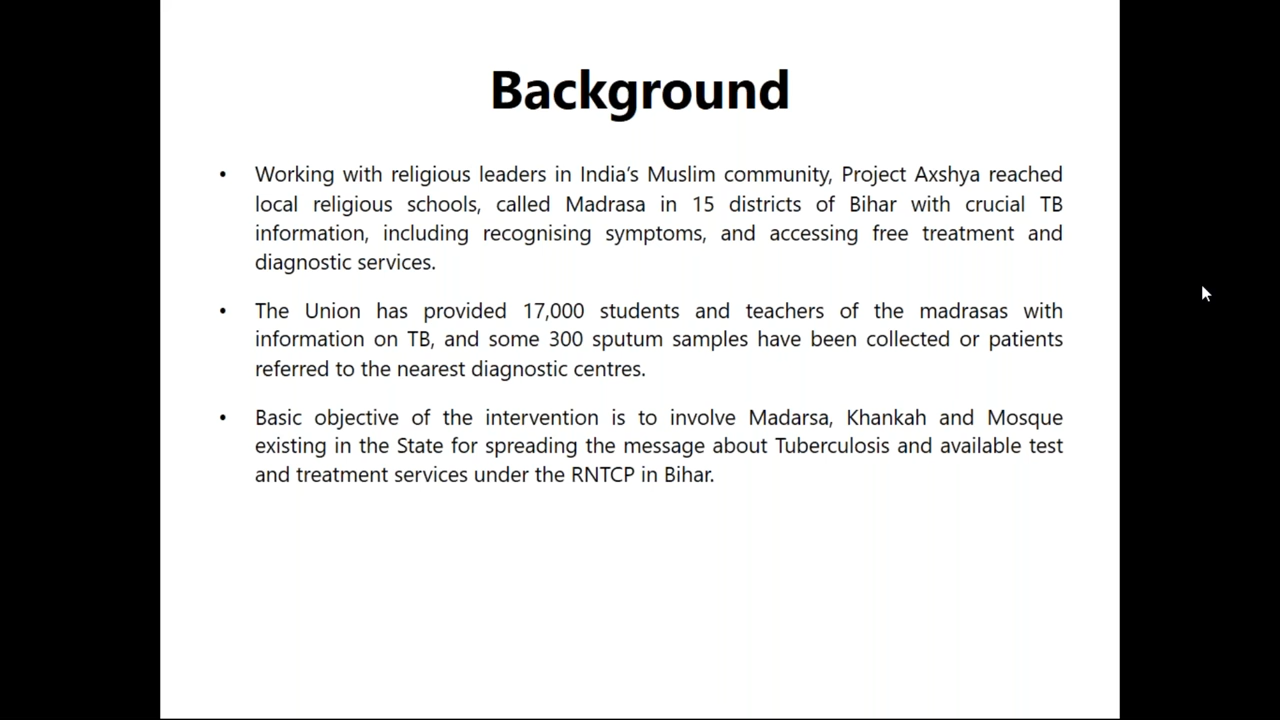 Background
• Working with religious leaders in India’s Muslim community, Project Axshya reached
local religious schools, called Madrasa in 15 districts of Bihar with crucial TB
information, including recognising symptoms, and accessing free treatment and
diagnostic services.
• The Union has provided 17,000 students and teachers of the madrasas with
information on TB, and some 300 sputum samples have been collected or patients
referred to the nearest diagnostic centres.
• Basic objective of the intervention is to involve Madarsa, Khankah and Mosque
existing in the State for spreading the message about Tuberculosis and available test
and treatment services under the RNTCP in Bihar.